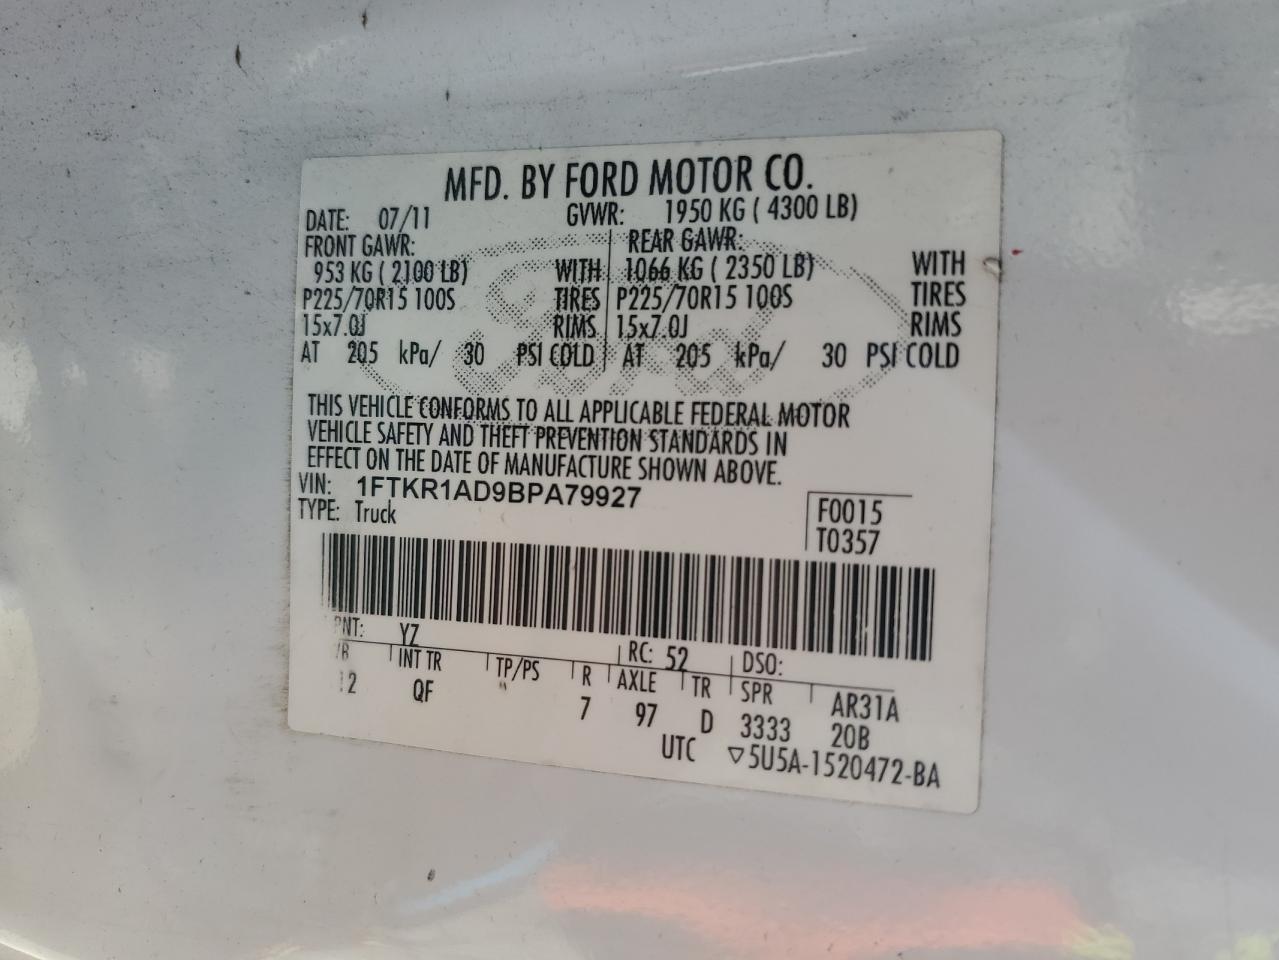 MFD. BY FORD MOTOR CO.
DATE: 07/11 GVWR: 1950 KG ( 4300 LB)
FRONT GAWR: REAR GAWR:
953 KG ( 2100 LB) WITH 1066 KG ( 2350 LB) WITH
P225/70R15 100S TIRES P225/70R15 100S TIRES
15x7.0J RIMS 15x7.0J RIMS
AT 205 kPa/ 30 PSI COLD AT 205 kPa/ 30 PSI COLD
THIS VEHICLE CONFORMS TO ALL APPLICABLE FEDERAL MOTOR
VEHICLE SAFETY AND THEFT PREVENTION STANDARDS IN
EFFECT ON THE DATE OF MANUFACTURE SHOWN ABOVE.
VIN: 1FTKR1AD9BPA79927
TYPE: Truck
F0015
T0357
PNT: YZ RC: 52 DSO:
INT TR TP/PS R AXLE TR SPR AR31A
12 QF 7 97 D 3333 20B
UTC ▽5U5A-1520472-BA